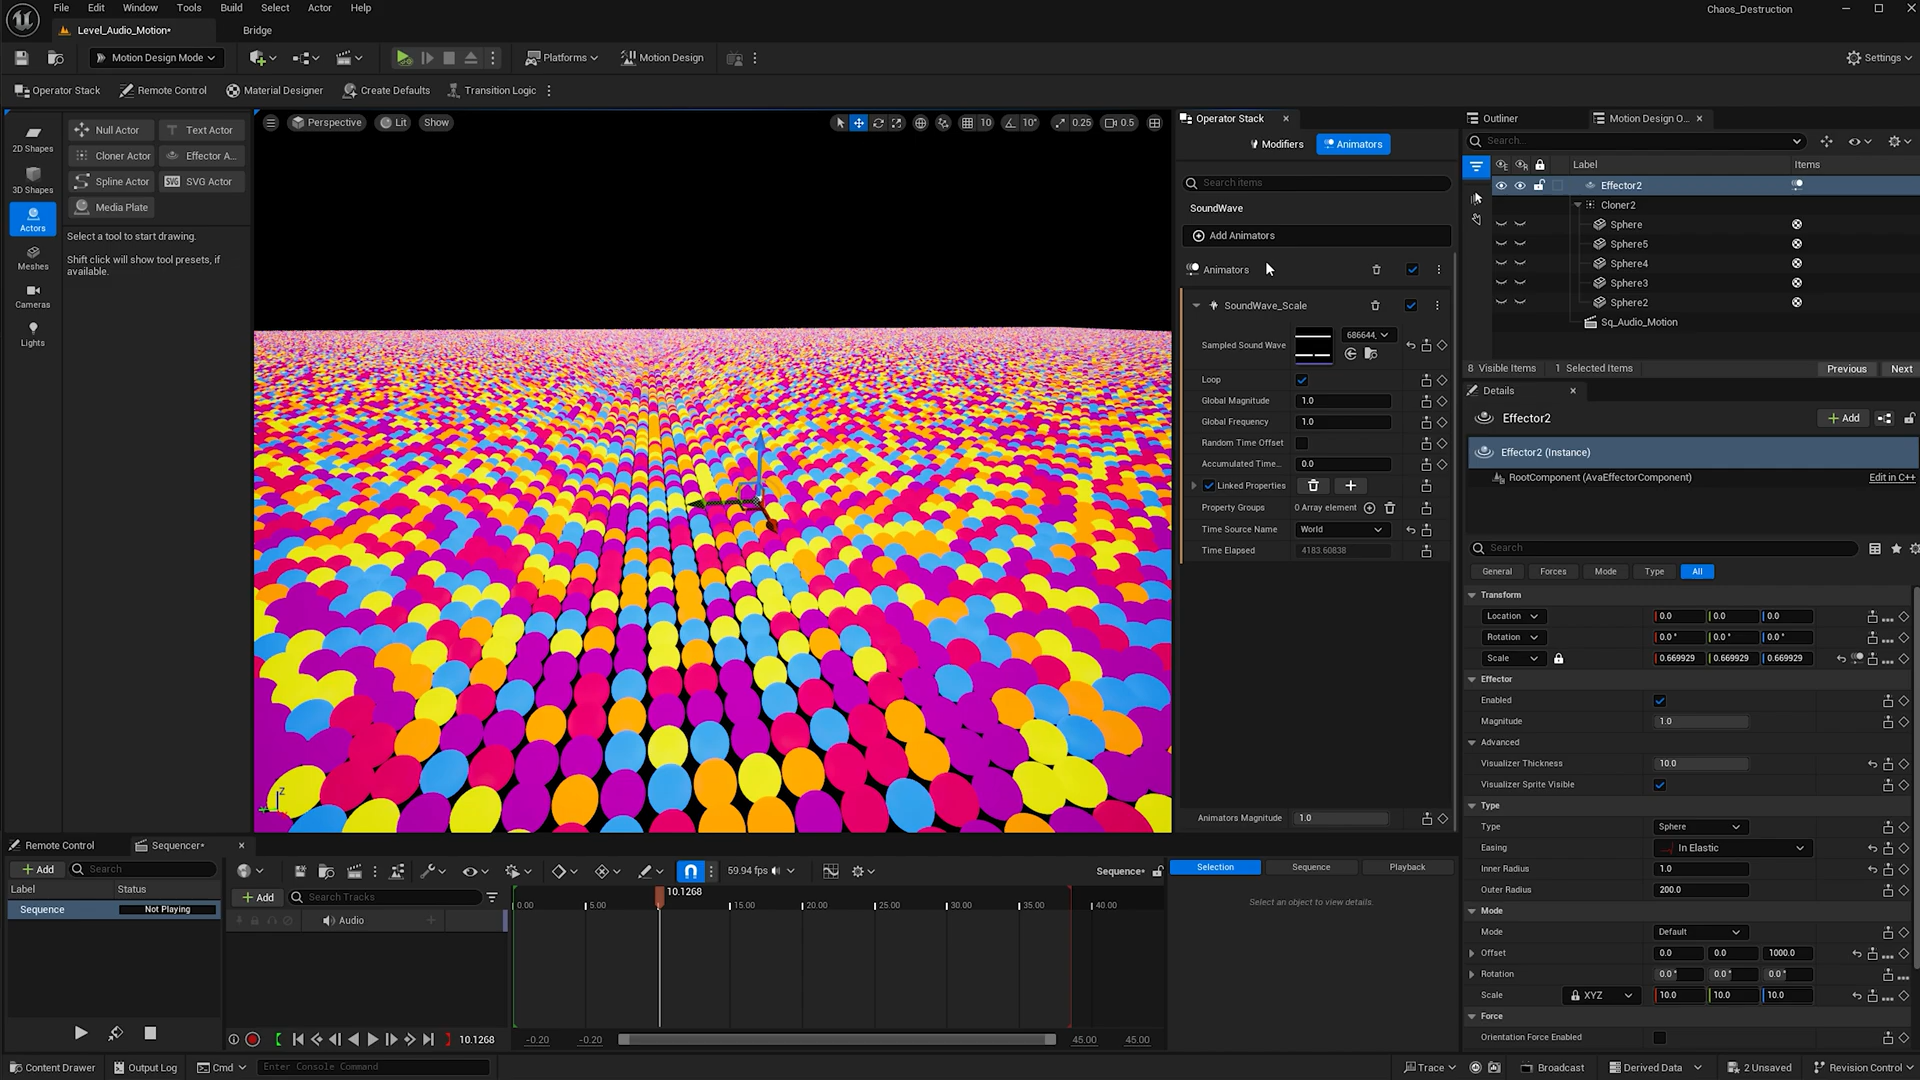 File Edit Window Tools Build Select Actor Help
Chaos_Destruction
Level_Audio_Motion*
Bridge
Motion Design Mode
Platforms
Motion Design
Settings
Operator Stack
Remote Control
Material Designer
Create Defaults
Transition Logic
2D Shapes
3D Shapes
Actors
Meshes
Cameras
Lights
Null Actor
Text Actor
Cloner Actor
Effector A...
Spline Actor
SVG SVG Actor
Media Plate
Select a tool to start drawing.
Shift click will show tool presets, if
available.
Perspective
Lit
Show
10
10°
0.25
0.5
Z
Operator Stack
Modifiers
Animators
Search items
SoundWave
Add Animators
Animators
SoundWave_Scale
Sampled Sound Wave
686644_
Loop
Global Magnitude 1.0
Global Frequency 1.0
Random Time Offset
Accumulated Time... 0.0
Linked Properties
Property Groups 0 Array element
Time Source Name World
Time Elapsed 4183.60838
Animators Magnitude 1.0
Outliner
Motion Design O...
Search...
Label Items
Effector2
Cloner2
Sphere
Sphere5
Sphere4
Sphere3
Sphere2
Sq_Audio_Motion
8 Visible Items 1 Selected Items Previous Next
Details
Effector2
Add
Effector2 (Instance)
RootComponent (AvaEffectorComponent) Edit in C++
Search
General Forces Mode Type All
Transform
Location 0.0 0.0 0.0
Rotation 0.0 ° 0.0 ° 0.0 °
Scale 0.669929 0.669929 0.669929
Effector
Enabled
Magnitude 1.0
Advanced
Visualizer Thickness 10.0
Visualizer Sprite Visible
Type
Type Sphere
Easing In Elastic
Inner Radius 1.0
Outer Radius 200.0
Mode
Mode Default
Offset 0.0 0.0 1000.0
Rotation 0.0 ° 0.0 ° 0.0 °
Scale XYZ 10.0 10.0 10.0
Force
Orientation Force Enabled
Remote Control
Sequencer*
Add Search
Label Status
Sequence Not Playing
59.94 fps
Sequence*
Add Search Tracks
Audio
10.1268
0.00 5.00 15.00 20.00 25.00 30.00 35.00 40.00
10.1268
-0.20 -0.20 45.00 45.00
Selection Sequence Playback
Select an object to view details.
Content Drawer
Output Log
Cmd
Enter Console Command
Trace
Broadcast
Derived Data
2 Unsaved
Revision Control